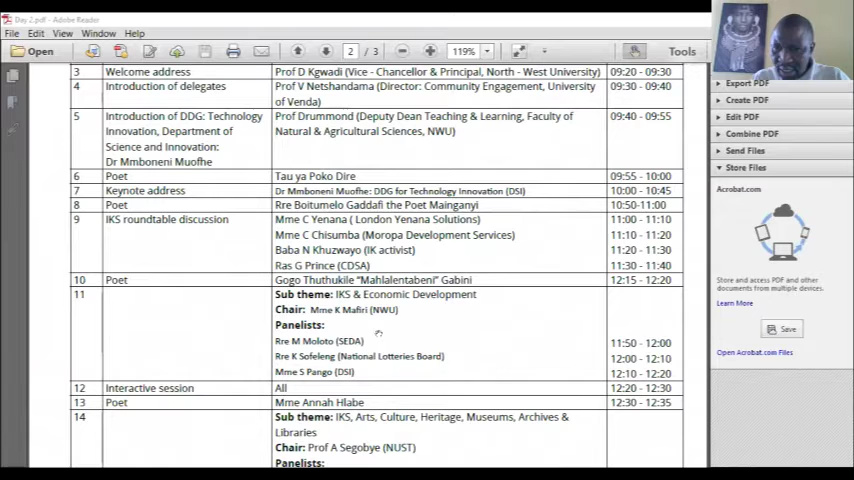 Day 2.pdf - Adobe Reader
File Edit View Window Help
Open 2 / 3 119% Tools
Export PDF
Create PDF
Edit PDF
Combine PDF
Send Files
Store Files
Acrobat.com
Store and access PDF and other
documents from multiple devices.
Learn More
Save
Open Acrobat.com Files
3 Welcome address Prof D Kgwadi (Vice - Chancellor & Principal, North - West University) 09:20 - 09:30
4 Introduction of delegates Prof V Netshandama (Director: Community Engagement, University 09:30 - 09:40
of Venda)
5 Introduction of DDG: Technology Prof Drummond (Deputy Dean Teaching & Learning, Faculty of 09:40 - 09:55
Innovation, Department of Natural & Agricultural Sciences, NWU)
Science and Innovation:
Dr Mmboneni Muofhe
6 Poet Tau ya Poko Dire 09:55 - 10:00
7 Keynote address Dr Mmboneni Muofhe: DDG for Technology Innovation (DSI) 10:00 - 10:45
8 Poet Rre Boitumelo Gaddafi the Poet Mainganyi 10:50-11:00
9 IKS roundtable discussion Mme C Yenana ( London Yenana Solutions) 11:00 - 11:10
Mme C Chisumba (Moropa Development Services) 11:10 - 11:20
Baba N Khuzwayo (IK activist) 11:20 - 11:30
Ras G Prince (CDSA) 11:30 - 11:40
10 Poet Gogo Thuthukile “Mahlalentabeni” Gabini 12:15 - 12:20
11 Sub theme: IKS & Economic Development
Chair: Mme K Mafiri (NWU)
Panelists:
Rre M Moloto (SEDA) 11:50 - 12:00
Rre K Sofeleng (National Lotteries Board) 12:00 - 12:10
Mme S Pango (DSI) 12:10 - 12:20
12 Interactive session All 12:20 - 12:30
13 Poet Mme Annah Hlabe 12:30 - 12:35
14 Sub theme: IKS, Arts, Culture, Heritage, Museums, Archives &
Libraries
Chair: Prof A Segobye (NUST)
Panelists: